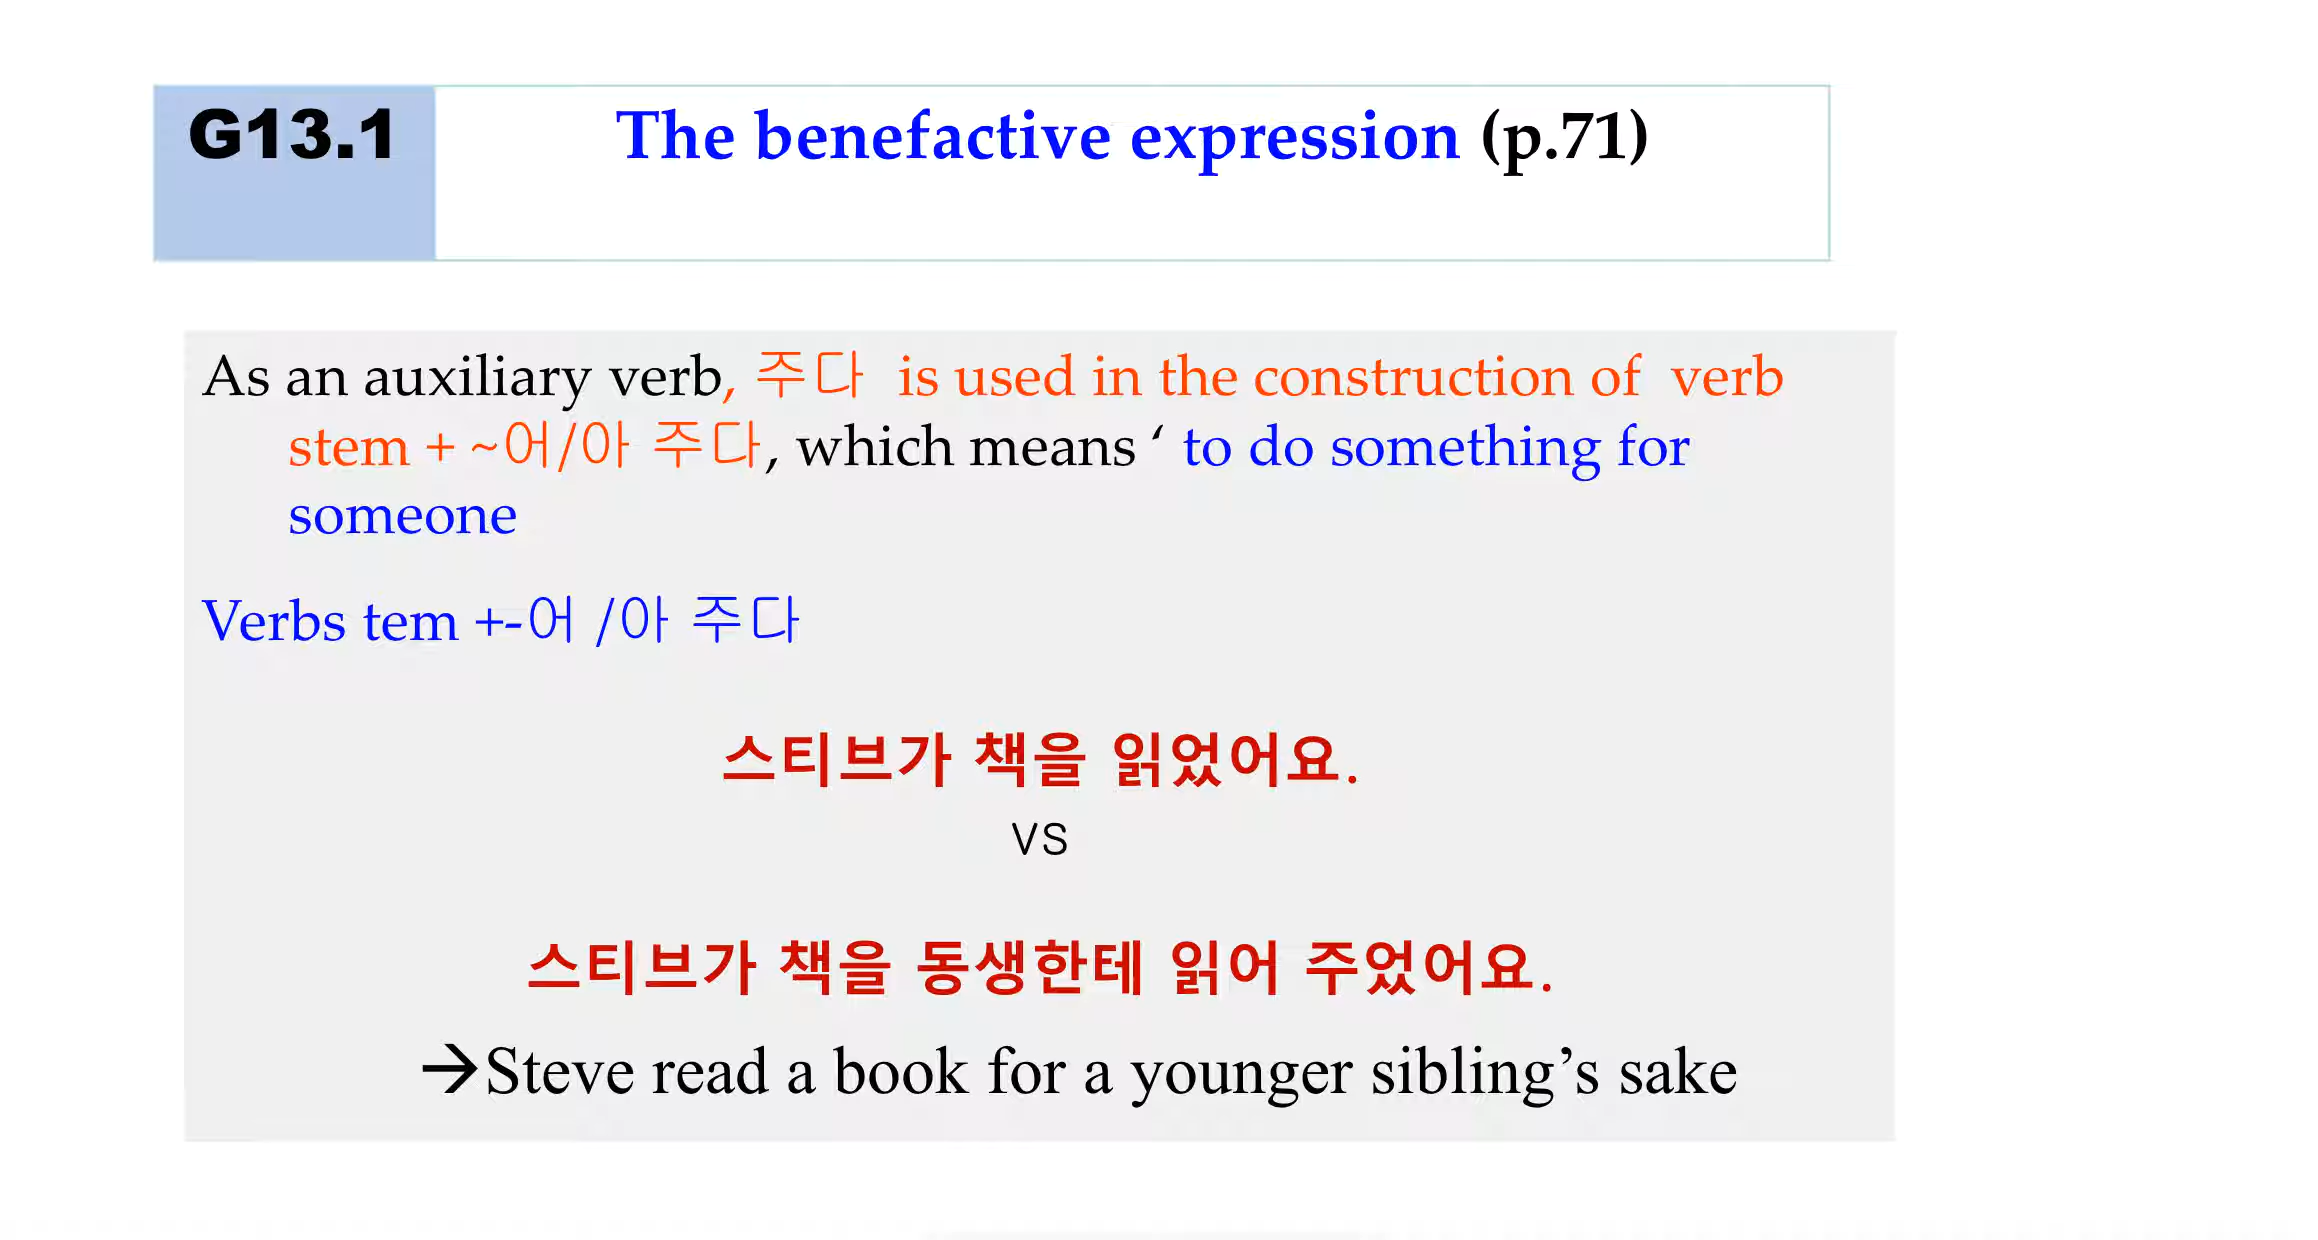 G13.1
The benefactive expression (p.71)
As an auxiliary verb, 주다 is used in the construction of verb
stem + ~어/아 주다, which means ‘ to do something for
someone
Verbs tem +-어 /아 주다
스티브가 책을 읽었어요.
vs
스티브가 책을 동생한테 읽어 주었어요.
→Steve read a book for a younger sibling’s sake